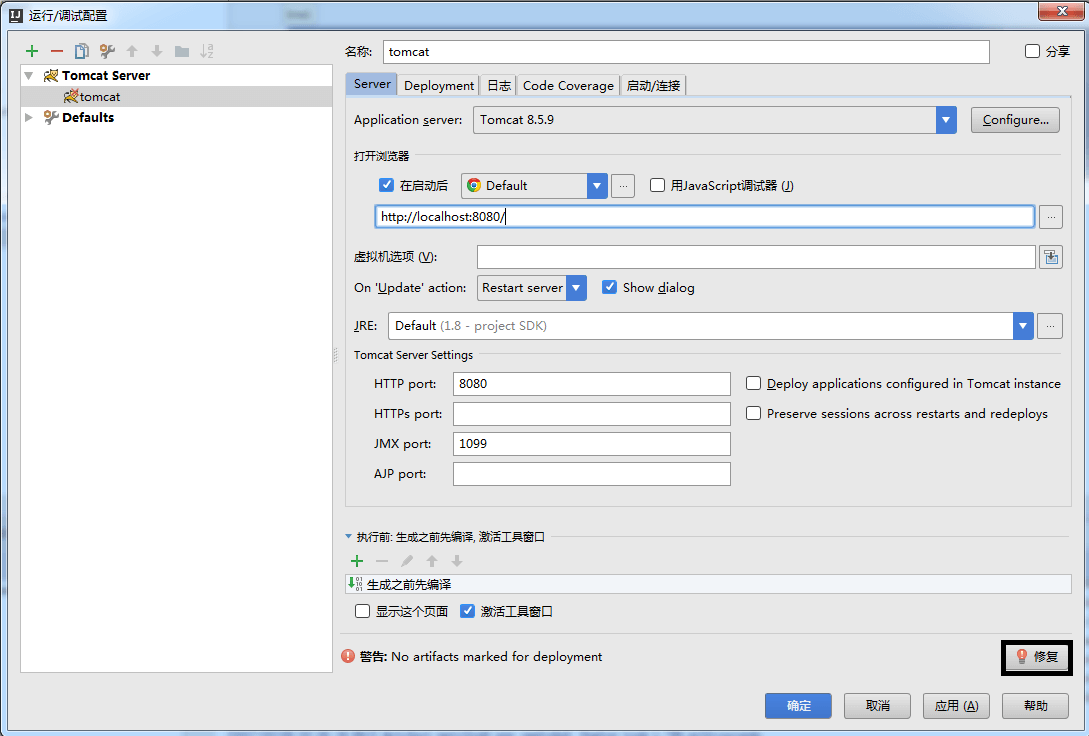 运行/调试配置
名称: tomcat 分享
Tomcat Server
tomcat
Defaults
Server Deployment 日志 Code Coverage 启动/连接
Application server: Tomcat 8.5.9 Configure...
打开浏览器
在启动后 Default ... 用JavaScript调试器 (J)
http://localhost:8080/ ...
虚拟机选项 (V):
On 'Update' action: Restart server Show dialog
JRE: Default (1.8 - project SDK) ...
Tomcat Server Settings
HTTP port: 8080 Deploy applications configured in Tomcat instance
HTTPs port: Preserve sessions across restarts and redeploys
JMX port: 1099
AJP port:
执行前: 生成之前先编译, 激活工具窗口
生成之前先编译
显示这个页面 激活工具窗口
警告: No artifacts marked for deployment 修复
确定 取消 应用 (A) 帮助